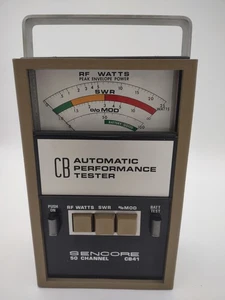 RF WATTS
PEAK ENVELOPE POWER
SWR
WATTS
%MOD
CB AUTOMATIC
PERFORMANCE
TESTER
PUSH ON
RF WATTS SWR %MOD
BATT TEST
SENCORE
50 CHANNEL CB41